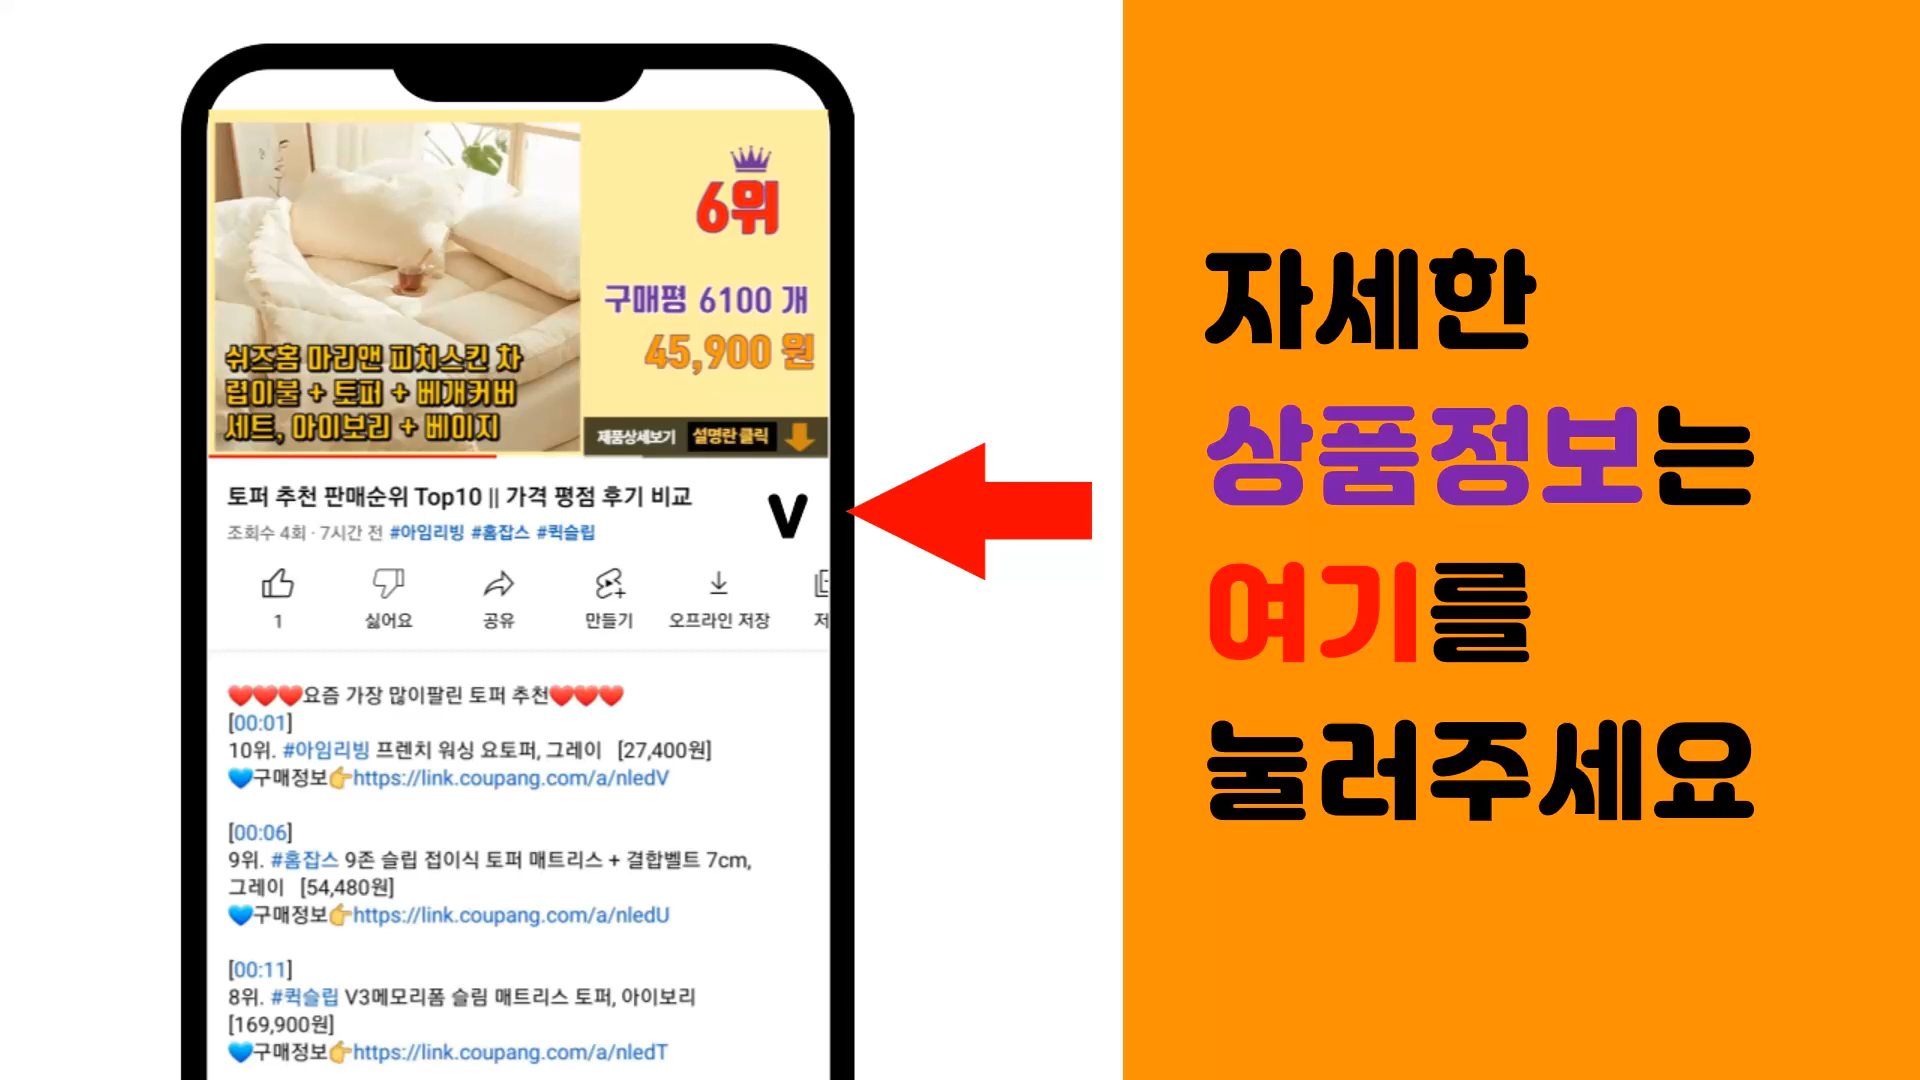 6위
구매평 6100 개
45,900 원
쉬즈홈 마리앤 피치스킨 차
렵이불 + 토퍼 + 베개커버
세트, 아이보리 + 베이지
제품상세보기 설명란 클릭
토퍼 추천 판매순위 Top10 || 가격 평점 후기 비교
V
조회수 4회 · 7시간 전 #아임리빙 #홈잡스 #퀵슬립
1 싫어요 공유 만들기 오프라인 저장 저
❤️❤️❤️요즘 가장 많이팔린 토퍼 추천❤️❤️❤️
[00:01]
10위. #아임리빙 프렌치 워싱 요토퍼, 그레이 [27,400원]
💙구매정보👉https://link.coupang.com/a/nledV
[00:06]
9위. #홈잡스 9존 슬립 접이식 토퍼 매트리스 + 결합벨트 7cm,
그레이 [54,480원]
💙구매정보👉https://link.coupang.com/a/nledU
[00:11]
8위. #퀵슬립 V3메모리폼 슬림 매트리스 토퍼, 아이보리
[169,900원]
💙구매정보👉https://link.coupang.com/a/nledT
자세한
상품정보는
여기를
눌러주세요